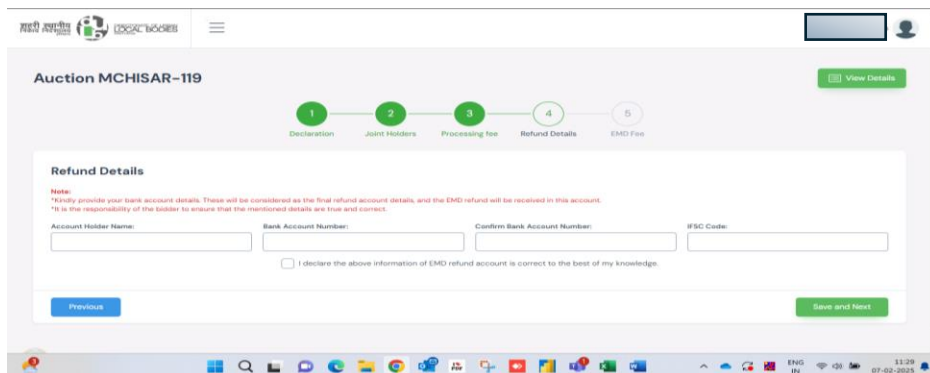 शहरी स्थानीय
LOCAL BODIES
Auction MCHISAR-119
View Details
1 2 3 4 5
Declaration Joint Holders Processing fee Refund Details EMD Fee
Refund Details
Note:
*Kindly provide your bank account details. These will be considered as the final refund account details, and the EMD refund will be received in this account.
*It is the responsibility of the bidder to ensure that the mentioned details are true and correct.
Account Holder Name: Bank Account Number: Confirm Bank Account Number: IFSC Code:
I declare the above information of EMD refund account is correct to the best of my knowledge.
Previous Save and Next
3
ENG
IN
11:29
07-02-2025